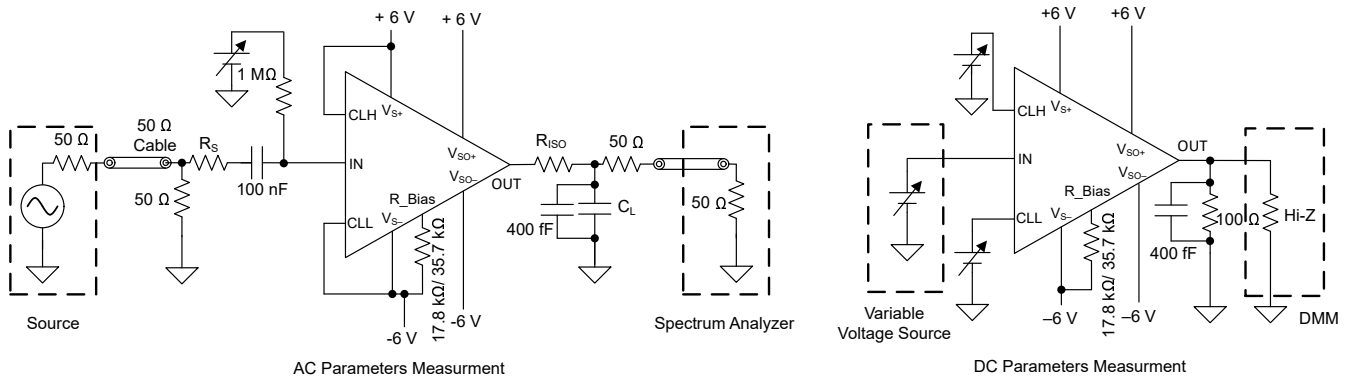 + 6 V
+ 6 V
1 MΩ
50 Ω
50 Ω
Cable
RS
100 nF
50 Ω
Source
CLH
VS+
IN
VSO+
VSO–
OUT
R_Bias
CLL
VS–
17.8 kΩ/ 35.7 kΩ
-6 V
-6 V
RISO
50 Ω
400 fF
CL
50 Ω
Spectrum Analyzer
AC Parameters Measurment
+6 V
+6 V
CLH
VS+
IN
VSO+
VSO–
OUT
R_Bias
CLL
VS–
17.8 kΩ/ 35.7 kΩ
–6 V
–6 V
Variable
Voltage Source
400 fF
100 Ω
Hi-Z
DMM
DC Parameters Measurment